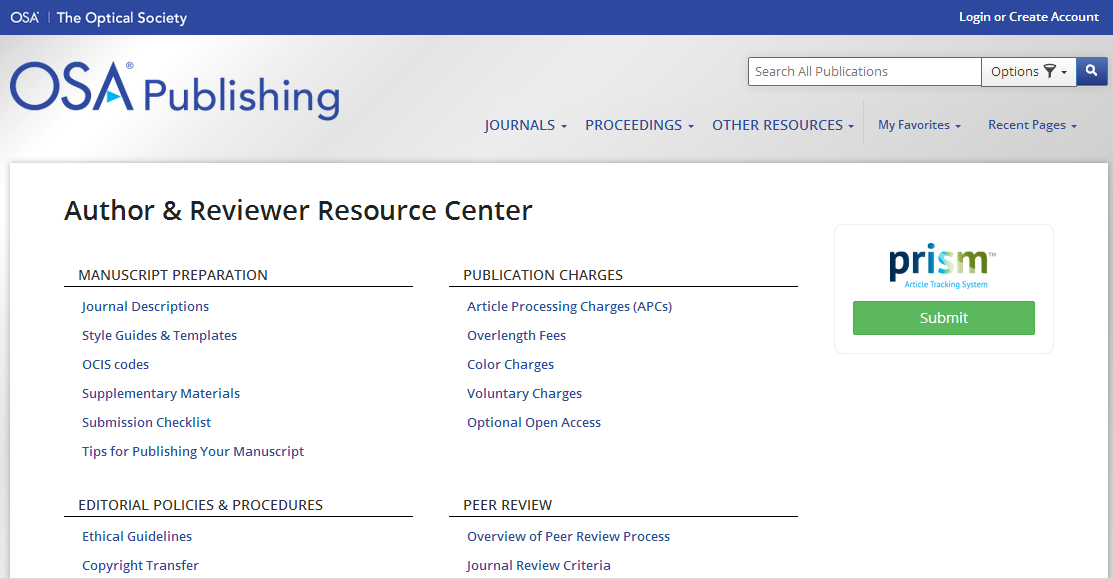 OSA | The Optical Society
Login or Create Account
OSA® Publishing
Search All Publications
Options
JOURNALS
PROCEEDINGS
OTHER RESOURCES
My Favorites
Recent Pages
Author & Reviewer Resource Center
prism™
Article Tracking System
Submit
MANUSCRIPT PREPARATION
Journal Descriptions
Style Guides & Templates
OCIS codes
Supplementary Materials
Submission Checklist
Tips for Publishing Your Manuscript
PUBLICATION CHARGES
Article Processing Charges (APCs)
Overlength Fees
Color Charges
Voluntary Charges
Optional Open Access
EDITORIAL POLICIES & PROCEDURES
Ethical Guidelines
Copyright Transfer
PEER REVIEW
Overview of Peer Review Process
Journal Review Criteria